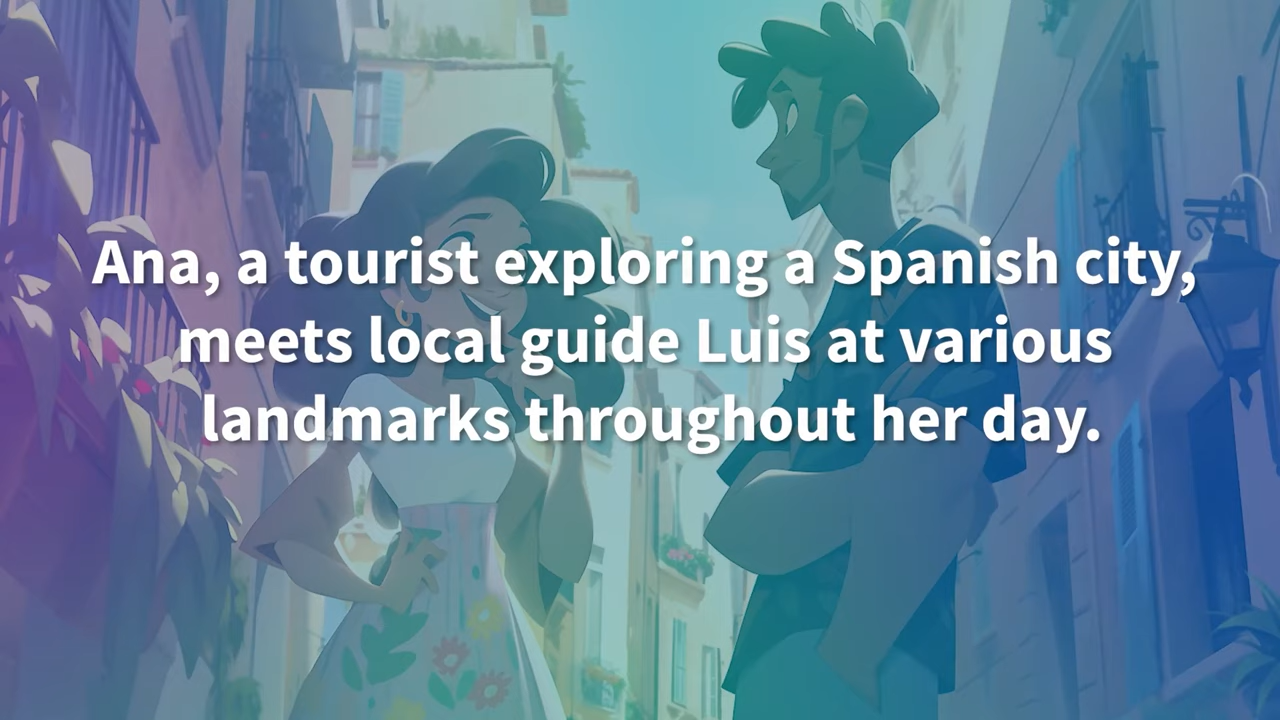 Ana, a tourist exploring a Spanish city,
meets local guide Luis at various
landmarks throughout her day.